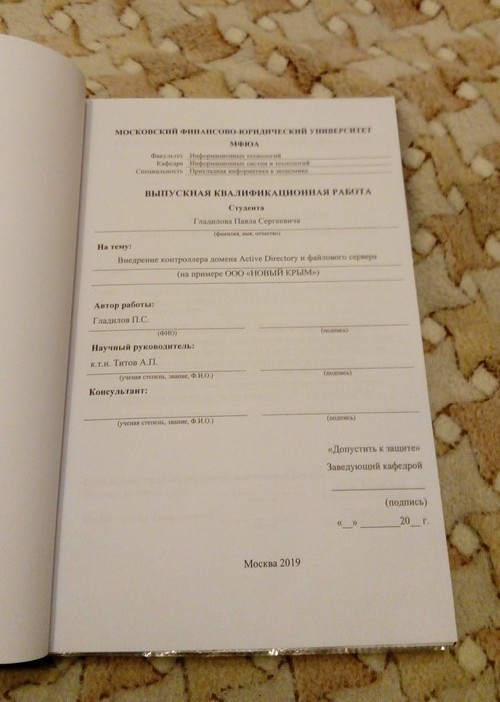 МОСКОВСКИЙ ФИНАНСОВО-ЮРИДИЧЕСКИЙ УНИВЕРСИТЕТ
МФЮА
Факультет Информационных технологий
Кафедра Информационных систем и технологий
Специальность Прикладная информатика в экономике
ВЫПУСКНАЯ КВАЛИФИКАЦИОННАЯ РАБОТА
Студента
Гладилова Павла Сергеевича
(фамилия, имя, отчество)
На тему:
Внедрение контроллера домена Active Directory и файлового сервера
(на примере ООО «НОВЫЙ КРЫМ»)
Автор работы:
Гладилов П.С.
(ФИО) (подпись)
Научный руководитель:
к.т.н. Титов А.П.
(ученая степень, звание, Ф.И.О.) (подпись)
Консультант:
(ученая степень, звание, Ф.И.О.) (подпись)
«Допустить к защите»
Заведующий кафедрой
(подпись)
«__» ________20__ г.
Москва 2019